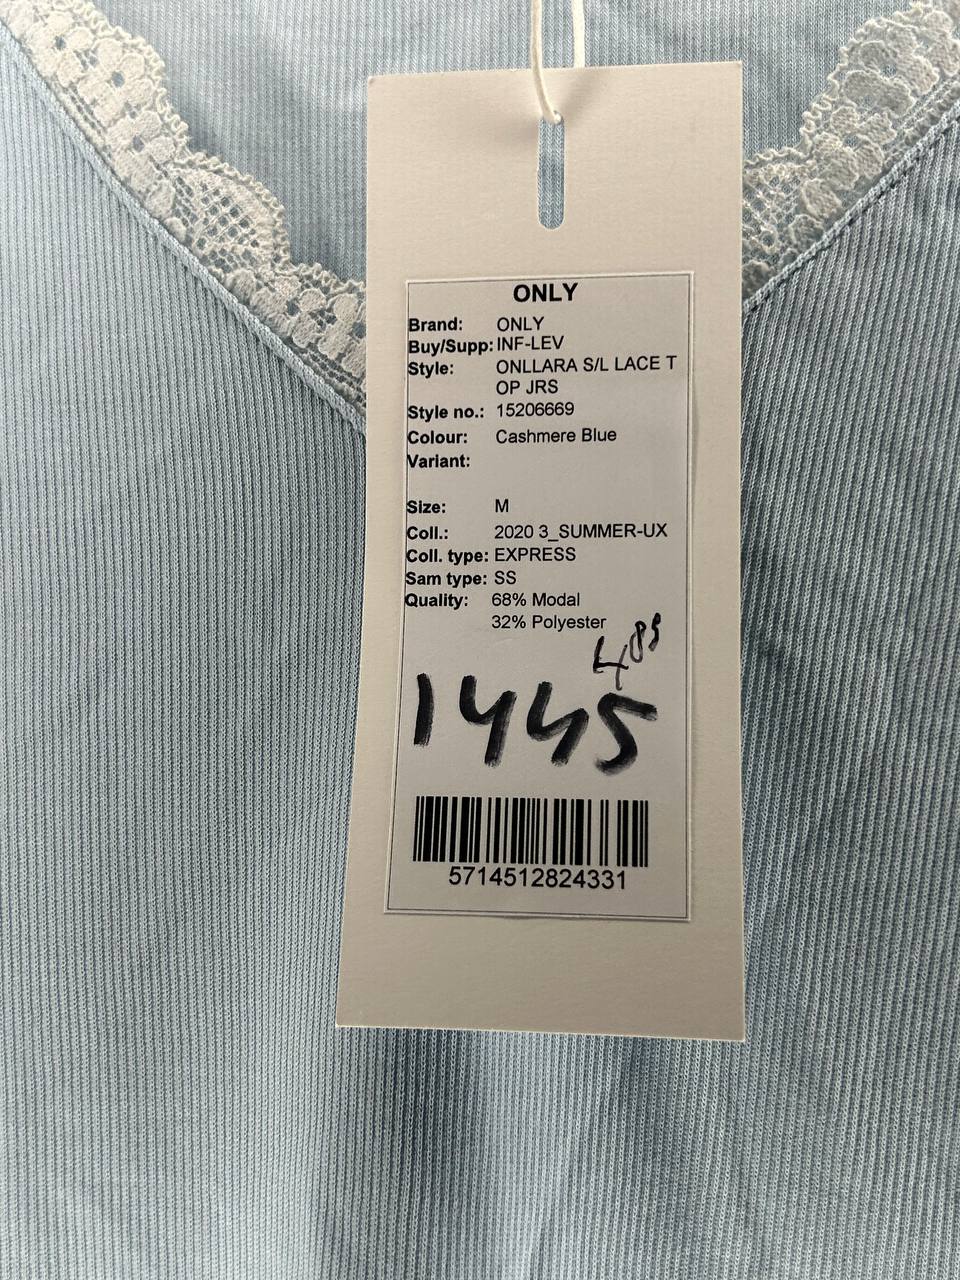 ONLY
Brand: ONLY
Buy/Supp: INF-LEV
Style: ONLLARA S/L LACE T
OP JRS
Style no.: 15206669
Colour: Cashmere Blue
Variant:
Size: M
Coll.: 2020 3_SUMMER-UX
Coll. type: EXPRESS
Sam type: SS
Quality: 68% Modal
32% Polyester
1445
5714512824331